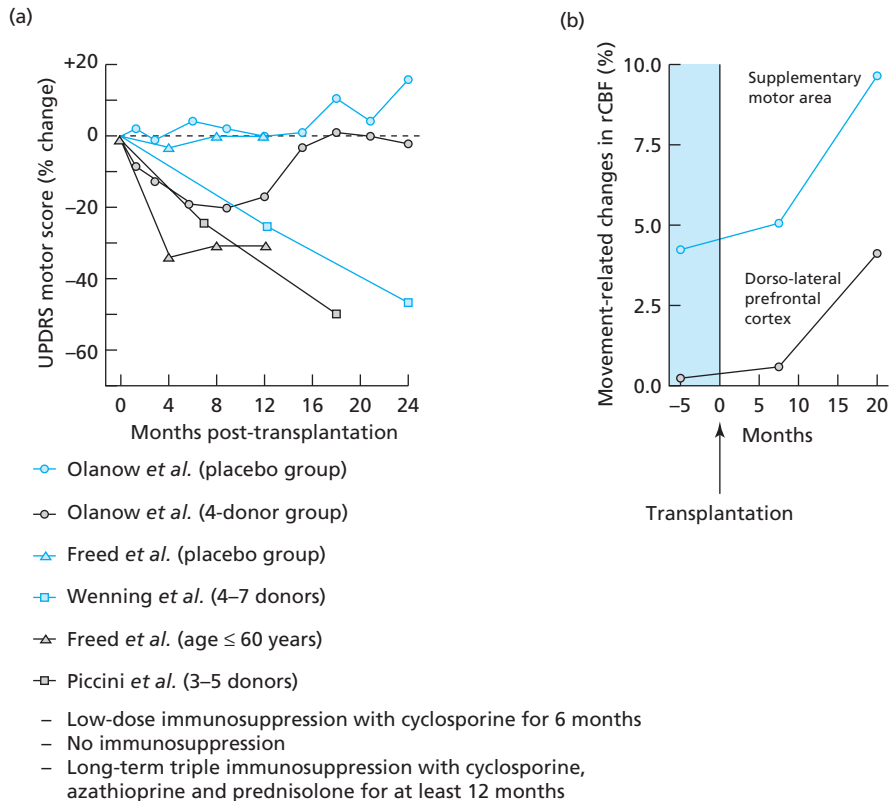 (a)
+20
0
−20
−40
−60
UPDRS motor score (% change)
0 4 8 12 16 20 24
Months post-transplantation
Olanow et al. (placebo group)
Olanow et al. (4-donor group)
Freed et al. (placebo group)
Wenning et al. (4–7 donors)
Freed et al. (age ≤ 60 years)
Piccini et al. (3–5 donors)
– Low-dose immunosuppression with cyclosporine for 6 months
– No immunosuppression
– Long-term triple immunosuppression with cyclosporine,
azathioprine and prednisolone for at least 12 months
(b)
10.0
7.5
5.0
2.5
0.0
Movement-related changes in rCBF (%)
Supplementary
motor area
Dorso-lateral
prefrontal
cortex
−5 0 5 10 15 20
Months
Transplantation